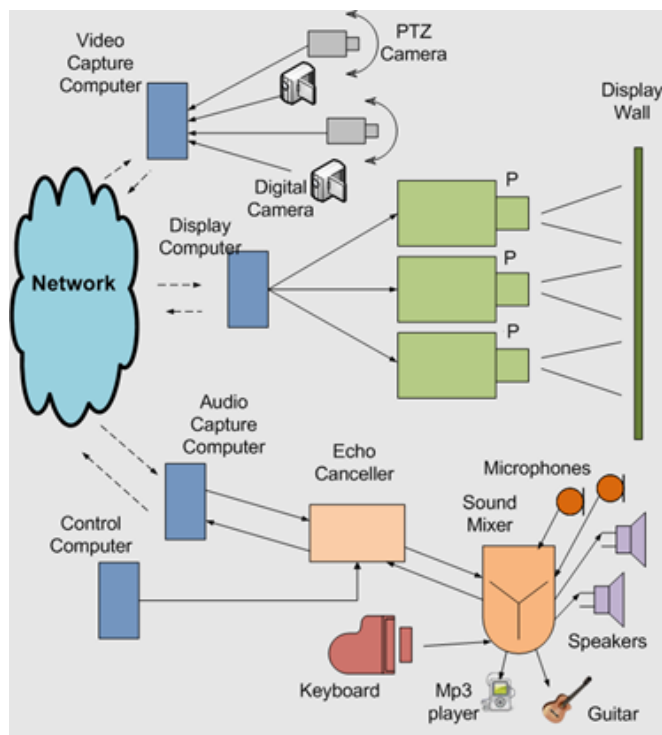 Video
Capture
Computer
PTZ
Camera
Display
Wall
Digital
Camera
P
Display
Computer
P
Network
P
Audio
Capture
Computer
Echo
Canceller
Microphones
Sound
Mixer
Control
Computer
Speakers
Keyboard
Mp3
player
Guitar